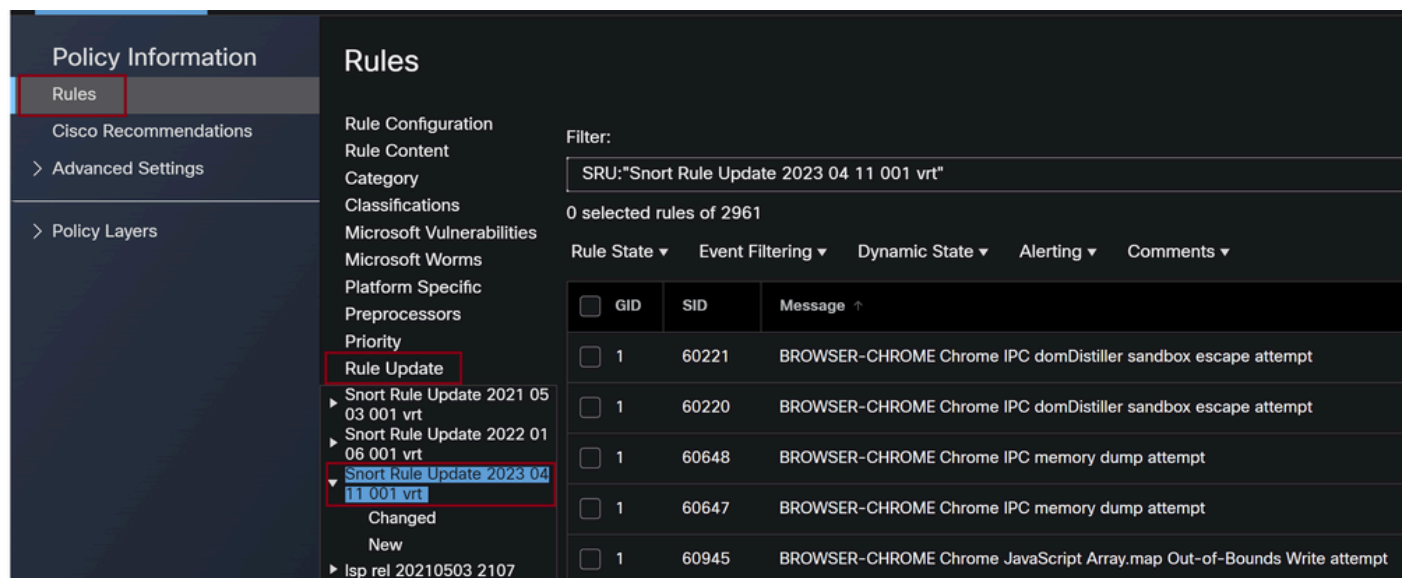 Policy Information
Rules
Cisco Recommendations
Advanced Settings
Policy Layers
Rules
Rule Configuration
Rule Content
Category
Classifications
Microsoft Vulnerabilities
Microsoft Worms
Platform Specific
Preprocessors
Priority
Rule Update
Snort Rule Update 2021 05
03 001 vrt
Snort Rule Update 2022 01
06 001 vrt
Snort Rule Update 2023 04
11 001 vrt
Changed
New
lsp rel 20210503 2107
Filter:
SRU:"Snort Rule Update 2023 04 11 001 vrt"
0 selected rules of 2961
Rule State ▾ Event Filtering ▾ Dynamic State ▾ Alerting ▾ Comments ▾
GID SID Message ↑
1 60221 BROWSER-CHROME Chrome IPC domDistiller sandbox escape attempt
1 60220 BROWSER-CHROME Chrome IPC domDistiller sandbox escape attempt
1 60648 BROWSER-CHROME Chrome IPC memory dump attempt
1 60647 BROWSER-CHROME Chrome IPC memory dump attempt
1 60945 BROWSER-CHROME Chrome JavaScript Array.map Out-of-Bounds Write attempt